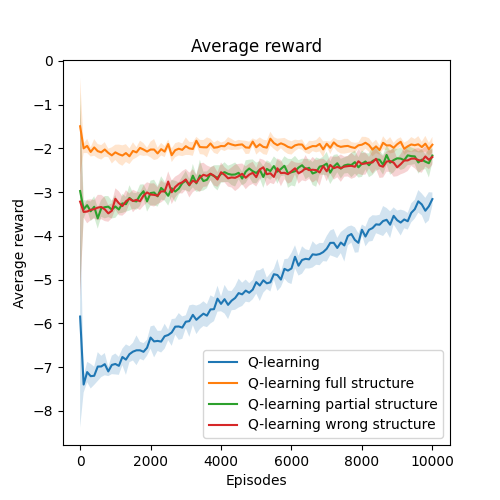 Average reward
0
−1
−2
−3
−4
−5
−6
−7
−8
Average reward
Q-learning
Q-learning full structure
Q-learning partial structure
Q-learning wrong structure
0 2000 4000 6000 8000 10000
Episodes